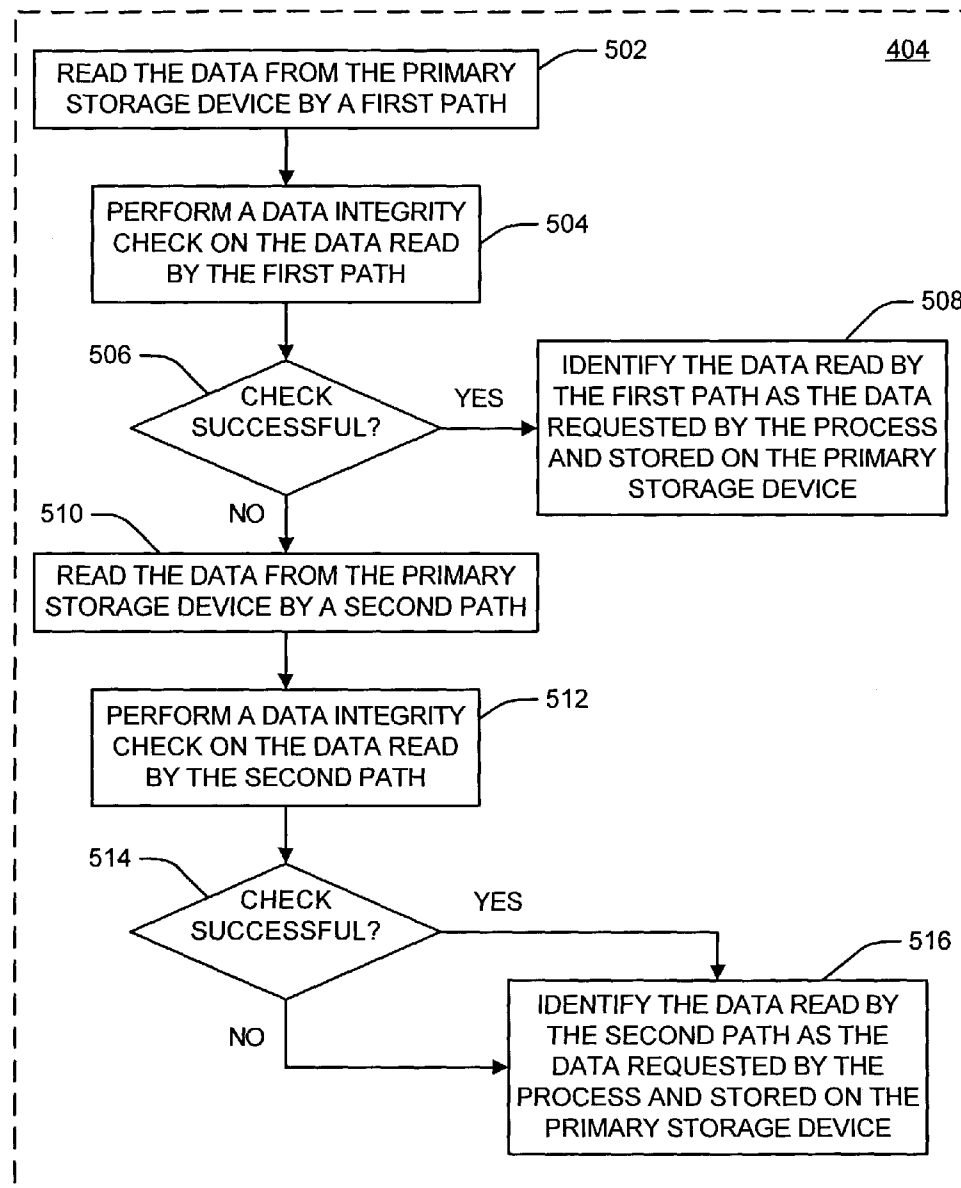 502
404
READ THE DATA FROM THE PRIMARY
STORAGE DEVICE BY A FIRST PATH
PERFORM A DATA INTEGRITY
CHECK ON THE DATA READ
BY THE FIRST PATH
504
508
506
CHECK
SUCCESSFUL?
YES
IDENTIFY THE DATA READ BY
THE FIRST PATH AS THE DATA
REQUESTED BY THE PROCESS
AND STORED ON THE PRIMARY
STORAGE DEVICE
NO
510
READ THE DATA FROM THE PRIMARY
STORAGE DEVICE BY A SECOND PATH
PERFORM A DATA INTEGRITY
CHECK ON THE DATA READ
BY THE SECOND PATH
512
514
CHECK
SUCCESSFUL?
YES
516
NO
IDENTIFY THE DATA READ BY
THE SECOND PATH AS THE
DATA REQUESTED BY THE
PROCESS AND STORED ON THE
PRIMARY STORAGE DEVICE